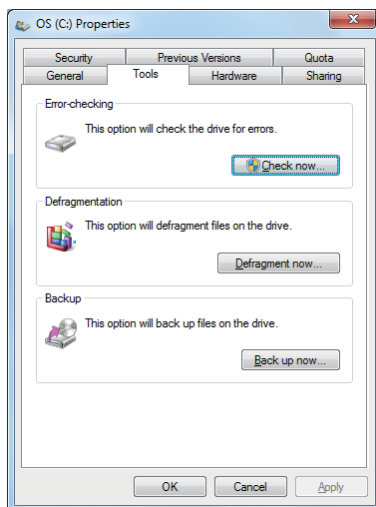 OS (C:) Properties
Security Previous Versions Quota
General Tools Hardware Sharing
Error-checking
This option will check the drive for errors.
Check now...
Defragmentation
This option will defragment files on the drive.
Defragment now...
Backup
This option will back up files on the drive.
Back up now...
OK Cancel Apply